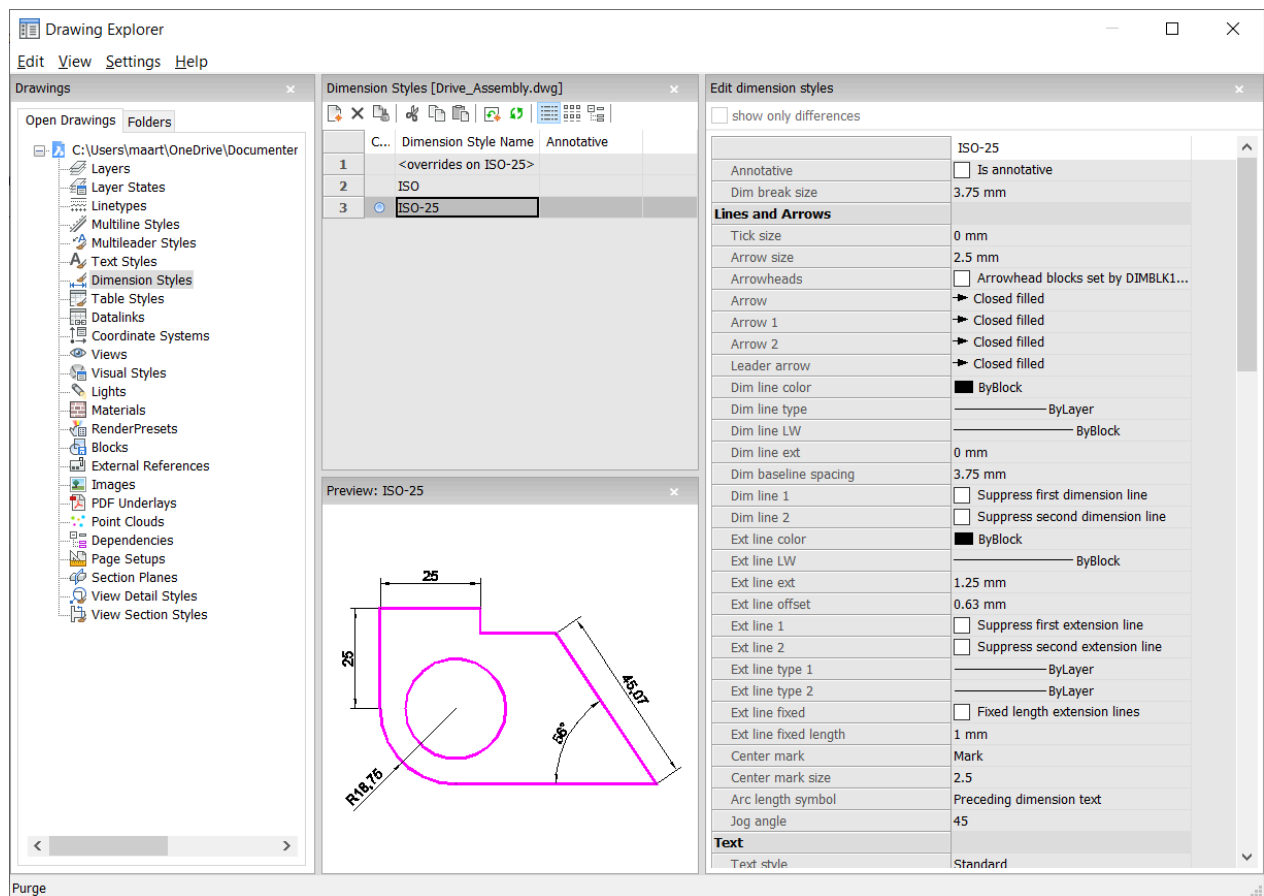 Drawing Explorer
Edit View Settings Help
Drawings
Open Drawings Folders
C:\Users\maart\OneDrive\Documenter
Layers
Layer States
Linetypes
Multiline Styles
Multileader Styles
Text Styles
Dimension Styles
Table Styles
Datalinks
Coordinate Systems
Views
Visual Styles
Lights
Materials
RenderPresets
Blocks
External References
Images
PDF Underlays
Point Clouds
Dependencies
Page Setups
Section Planes
View Detail Styles
View Section Styles
Dimension Styles [Drive_Assembly.dwg]
C... Dimension Style Name Annotative
1 <overrides on ISO-25>
2 ISO
3 ISO-25
Preview: ISO-25
25
25
45,07
56°
R18,75
Edit dimension styles
show only differences
ISO-25
Annotative Is annotative
Dim break size 3.75 mm
Lines and Arrows
Tick size 0 mm
Arrow size 2.5 mm
Arrowheads Arrowhead blocks set by DIMBLK1...
Arrow Closed filled
Arrow 1 Closed filled
Arrow 2 Closed filled
Leader arrow Closed filled
Dim line color ByBlock
Dim line type ByLayer
Dim line LW ByBlock
Dim line ext 0 mm
Dim baseline spacing 3.75 mm
Dim line 1 Suppress first dimension line
Dim line 2 Suppress second dimension line
Ext line color ByBlock
Ext line LW ByBlock
Ext line ext 1.25 mm
Ext line offset 0.63 mm
Ext line 1 Suppress first extension line
Ext line 2 Suppress second extension line
Ext line type 1 ByLayer
Ext line type 2 ByLayer
Ext line fixed Fixed length extension lines
Ext line fixed length 1 mm
Center mark Mark
Center mark size 2.5
Arc length symbol Preceding dimension text
Jog angle 45
Text
Text style Standard
Purge